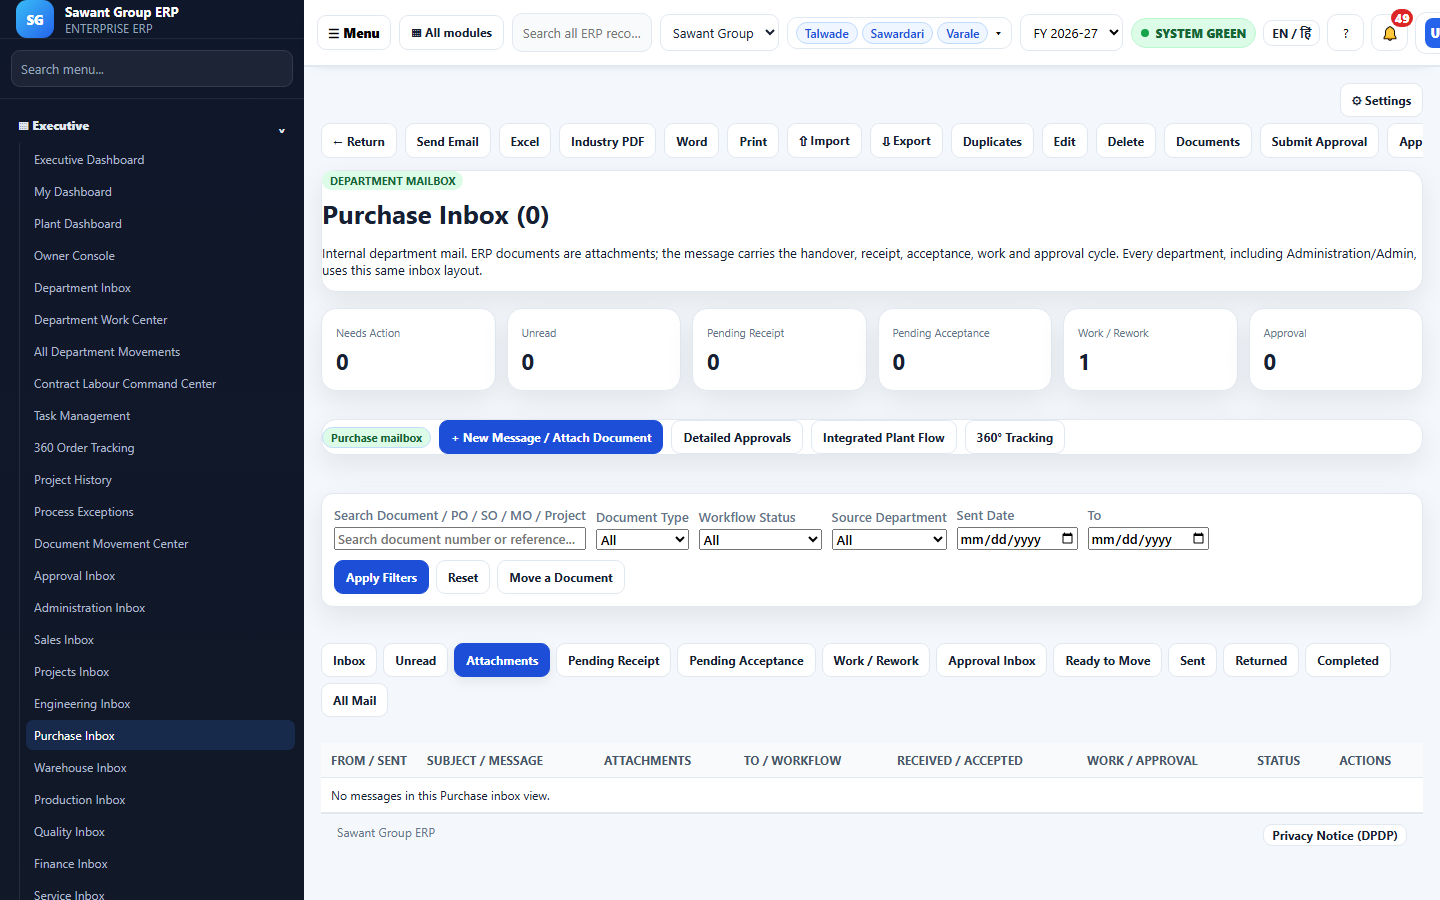 SG
Sawant Group ERP
ENTERPRISE ERP
Search menu...
Executive
Executive Dashboard
My Dashboard
Plant Dashboard
Owner Console
Department Inbox
Department Work Center
All Department Movements
Contract Labour Command Center
Task Management
360 Order Tracking
Project History
Process Exceptions
Document Movement Center
Approval Inbox
Administration Inbox
Sales Inbox
Projects Inbox
Engineering Inbox
Purchase Inbox
Warehouse Inbox
Production Inbox
Quality Inbox
Finance Inbox
Service Inbox
☰ Menu
All modules
Search all ERP reco...
Sawant Group
Talwade
Sawardari
Varale
FY 2026-27
SYSTEM GREEN
EN / हिं
?
49
U
⚙ Settings
← Return
Send Email
Excel
Industry PDF
Word
Print
⇧ Import
⇩ Export
Duplicates
Edit
Delete
Documents
Submit Approval
App
DEPARTMENT MAILBOX
Purchase Inbox (0)
Internal department mail. ERP documents are attachments; the message carries the handover, receipt, acceptance, work and approval cycle. Every department, including Administration/Admin,
uses this same inbox layout.
Needs Action
0
Unread
0
Pending Receipt
0
Pending Acceptance
0
Work / Rework
1
Approval
0
Purchase mailbox
+ New Message / Attach Document
Detailed Approvals
Integrated Plant Flow
360° Tracking
Search Document / PO / SO / MO / Project
Search document number or reference...
Document Type
All
Workflow Status
All
Source Department
All
Sent Date
mm/dd/yyyy
To
mm/dd/yyyy
Apply Filters
Reset
Move a Document
Inbox
Unread
Attachments
Pending Receipt
Pending Acceptance
Work / Rework
Approval Inbox
Ready to Move
Sent
Returned
Completed
All Mail
FROM / SENT
SUBJECT / MESSAGE
ATTACHMENTS
TO / WORKFLOW
RECEIVED / ACCEPTED
WORK / APPROVAL
STATUS
ACTIONS
No messages in this Purchase inbox view.
Sawant Group ERP
Privacy Notice (DPDP)